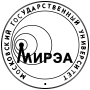 МОСКОВСКИЙ ГОСУДАРСТВЕННЫЙ УНИВЕРСИТЕТ
МИРЭА